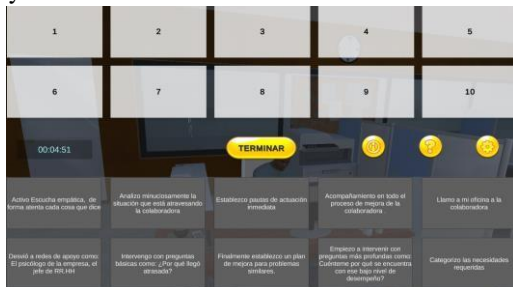 y
1
2
3
4
5
6
7
8
9
10
00:04:51
TERMINAR
?
Activo Escucha empática, de
forma atenta cada cosa que dice
Analizo minuciosamente la
situación que está atravesando
la colaboradora
Establezco pautas de actuación
inmediata
Acompañamiento en todo el
proceso de mejora de la
colaboradora .
Llamo a mi oficina a la
colaboradora
Desvió a redes de apoyo como:
El psicólogo de la empresa, el
jefe de RR.HH
Intervengo con preguntas
básicas como: ¿Por qué llegó
atrasada?
Finalmente establezco un plan
de mejora para problemas
similares.
Empiezo a intervenir con
preguntas más profundas como:
Cuénteme por qué se encuentra
con ese bajo nivel de
desempeño?
Categorizo las necesidades
requeridas